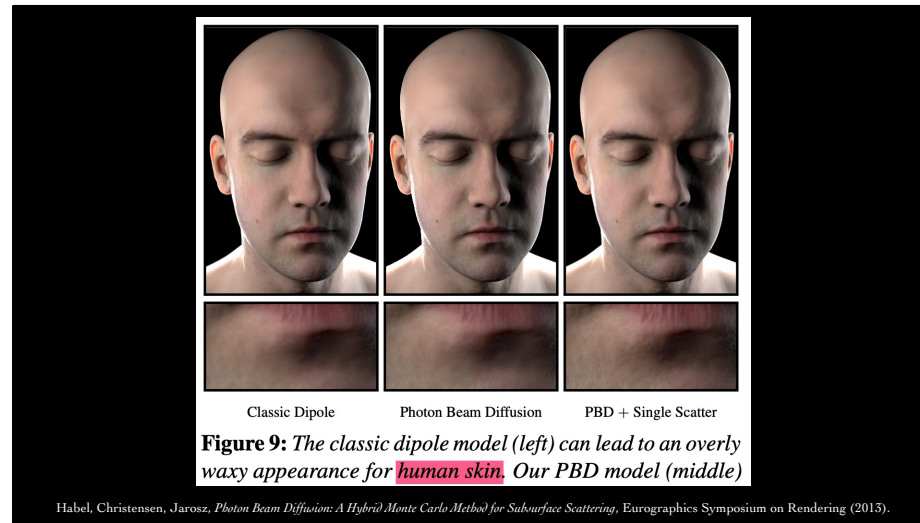 Classic Dipole
Photon Beam Diffusion
PBD + Single Scatter
Figure 9: The classic dipole model (left) can lead to an overly
waxy appearance for human skin. Our PBD model (middle)
Habel, Christensen, Jarosz, Photon Beam Diffusion: A Hybrid Monte Carlo Method for Subsurface Scattering, Eurographics Symposium on Rendering (2013).